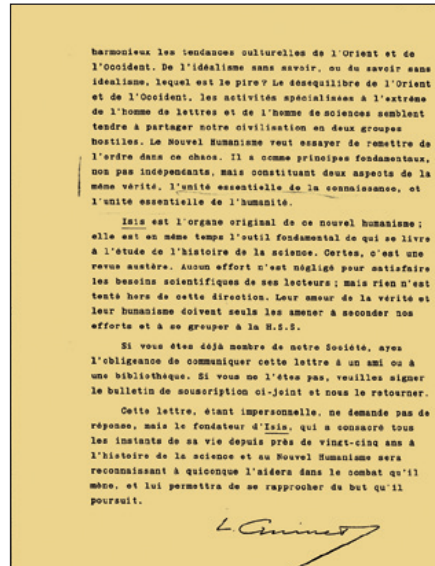 harmonieux les tendances culturelles de l'Orient et de
l'Occident. De l'idéalisme sans savoir, ou du savoir sans
idealisme, lequel est le pire ? Le déséquilibre de l'Orient
et de l'Occident, les activités spécialisées à l'extrême
de l'homme de lettres et de l'homme de sciences semblent
tendre à partager notre civilisation en deux groupes
hostiles. Le Nouvel Humanisme veut essayer de remettre de
l'ordre dans ce chaos. Il a comme principes fondamentaux,
non pas indépendants, mais constituant deux aspects de la
même vérité, l'unité essentielle de la connaissance, et
l'unité essentielle de l'humanité.
Isis est l'organe original de ce nouvel humanisme ;
elle est en même temps l'outil fondamental de qui se livre
à l'étude de l'histoire de la science. Certes, c'est une
revue austère. Aucun effort n'est négligé pour satisfaire
les besoins scientifiques de ses lecteurs ; mais rien n'est
tenté hors de cette direction. Leur amour de la vérité et
leur humanisme doivent seuls les amener à seconder nos
efforts et à se grouper à la H.S.S.
Si vous êtes déjà membre de notre Société, ayez
l'obligeance de communiquer cette lettre à un ami ou à
une bibliothèque. Si vous ne l'êtes pas, veuillez signer
le bulletin de souscription ci-joint et nous le retourner.
Cette lettre, étant impersonnelle, ne demande pas de
réponse, mais le fondateur d'Isis, qui a consacré tous
les instants de sa vie depuis près de vingt-cinq ans à
l'histoire de la science et au Nouvel Humanisme sera
reconnaissant à quiconque l'aidera dans le combat qu'il
mène, et lui permettra de se rapprocher du but qu'il
poursuit.
L. Guinet